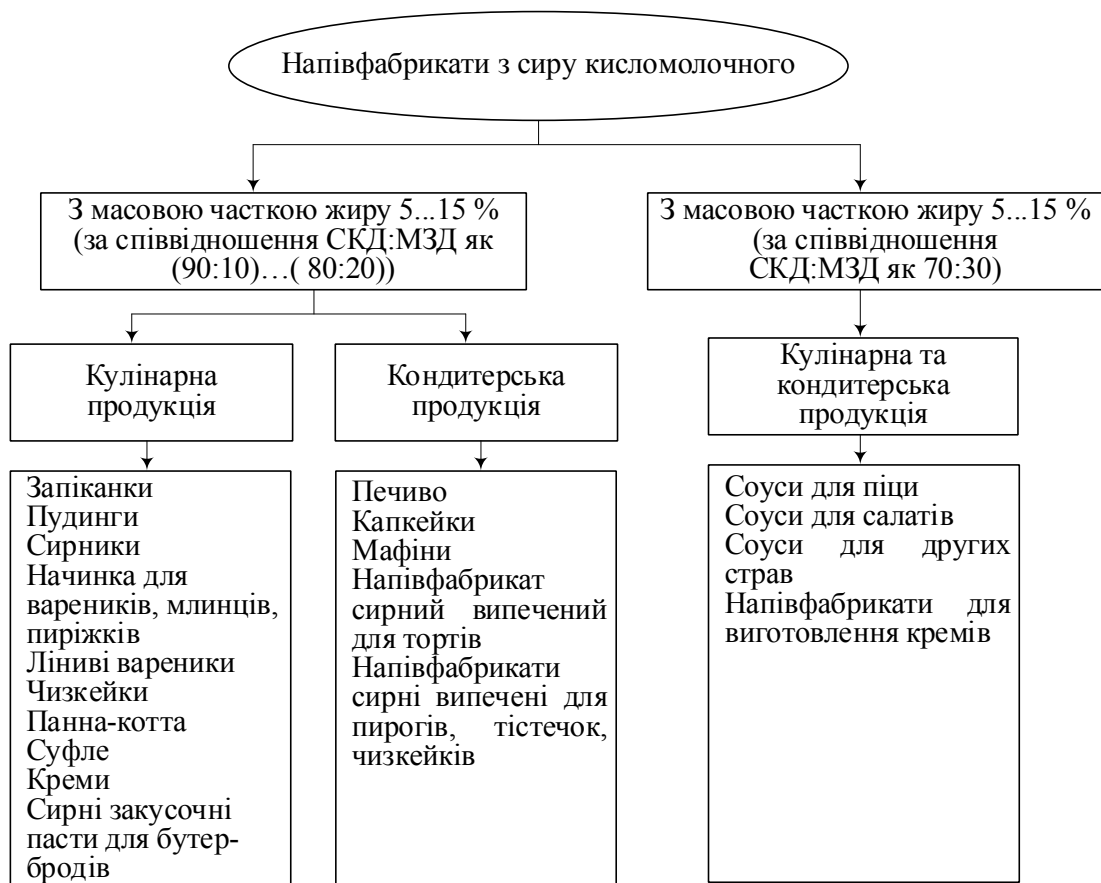 Напівфабрикати з сиру кисломолочного
З масовою часткою жиру 5...15 %
(за співвідношення СКД:МЗД як
(90:10)…( 80:20))
З масовою часткою жиру 5...15 %
(за співвідношення
СКД:МЗД як 70:30)
Кулінарна
продукція
Кондитерська
продукція
Кулінарна та
кондитерська
продукція
Запіканки
Пудинги
Сирники
Начинка для
вареників, млинців,
пиріжків
Ліниві вареники
Чизкейки
Панна-котта
Суфле
Креми
Сирні закусочні
пасти для бутер-
бродів
Печиво
Капкейки
Мафіни
Напівфабрикат
сирний випечений
для тортів
Напівфабрикати
сирні випечені для
пирогів, тістечок,
чизкейків
Соуси для піци
Соуси для салатів
Соуси для других
страв
Напівфабрикати для
виготовлення кремів